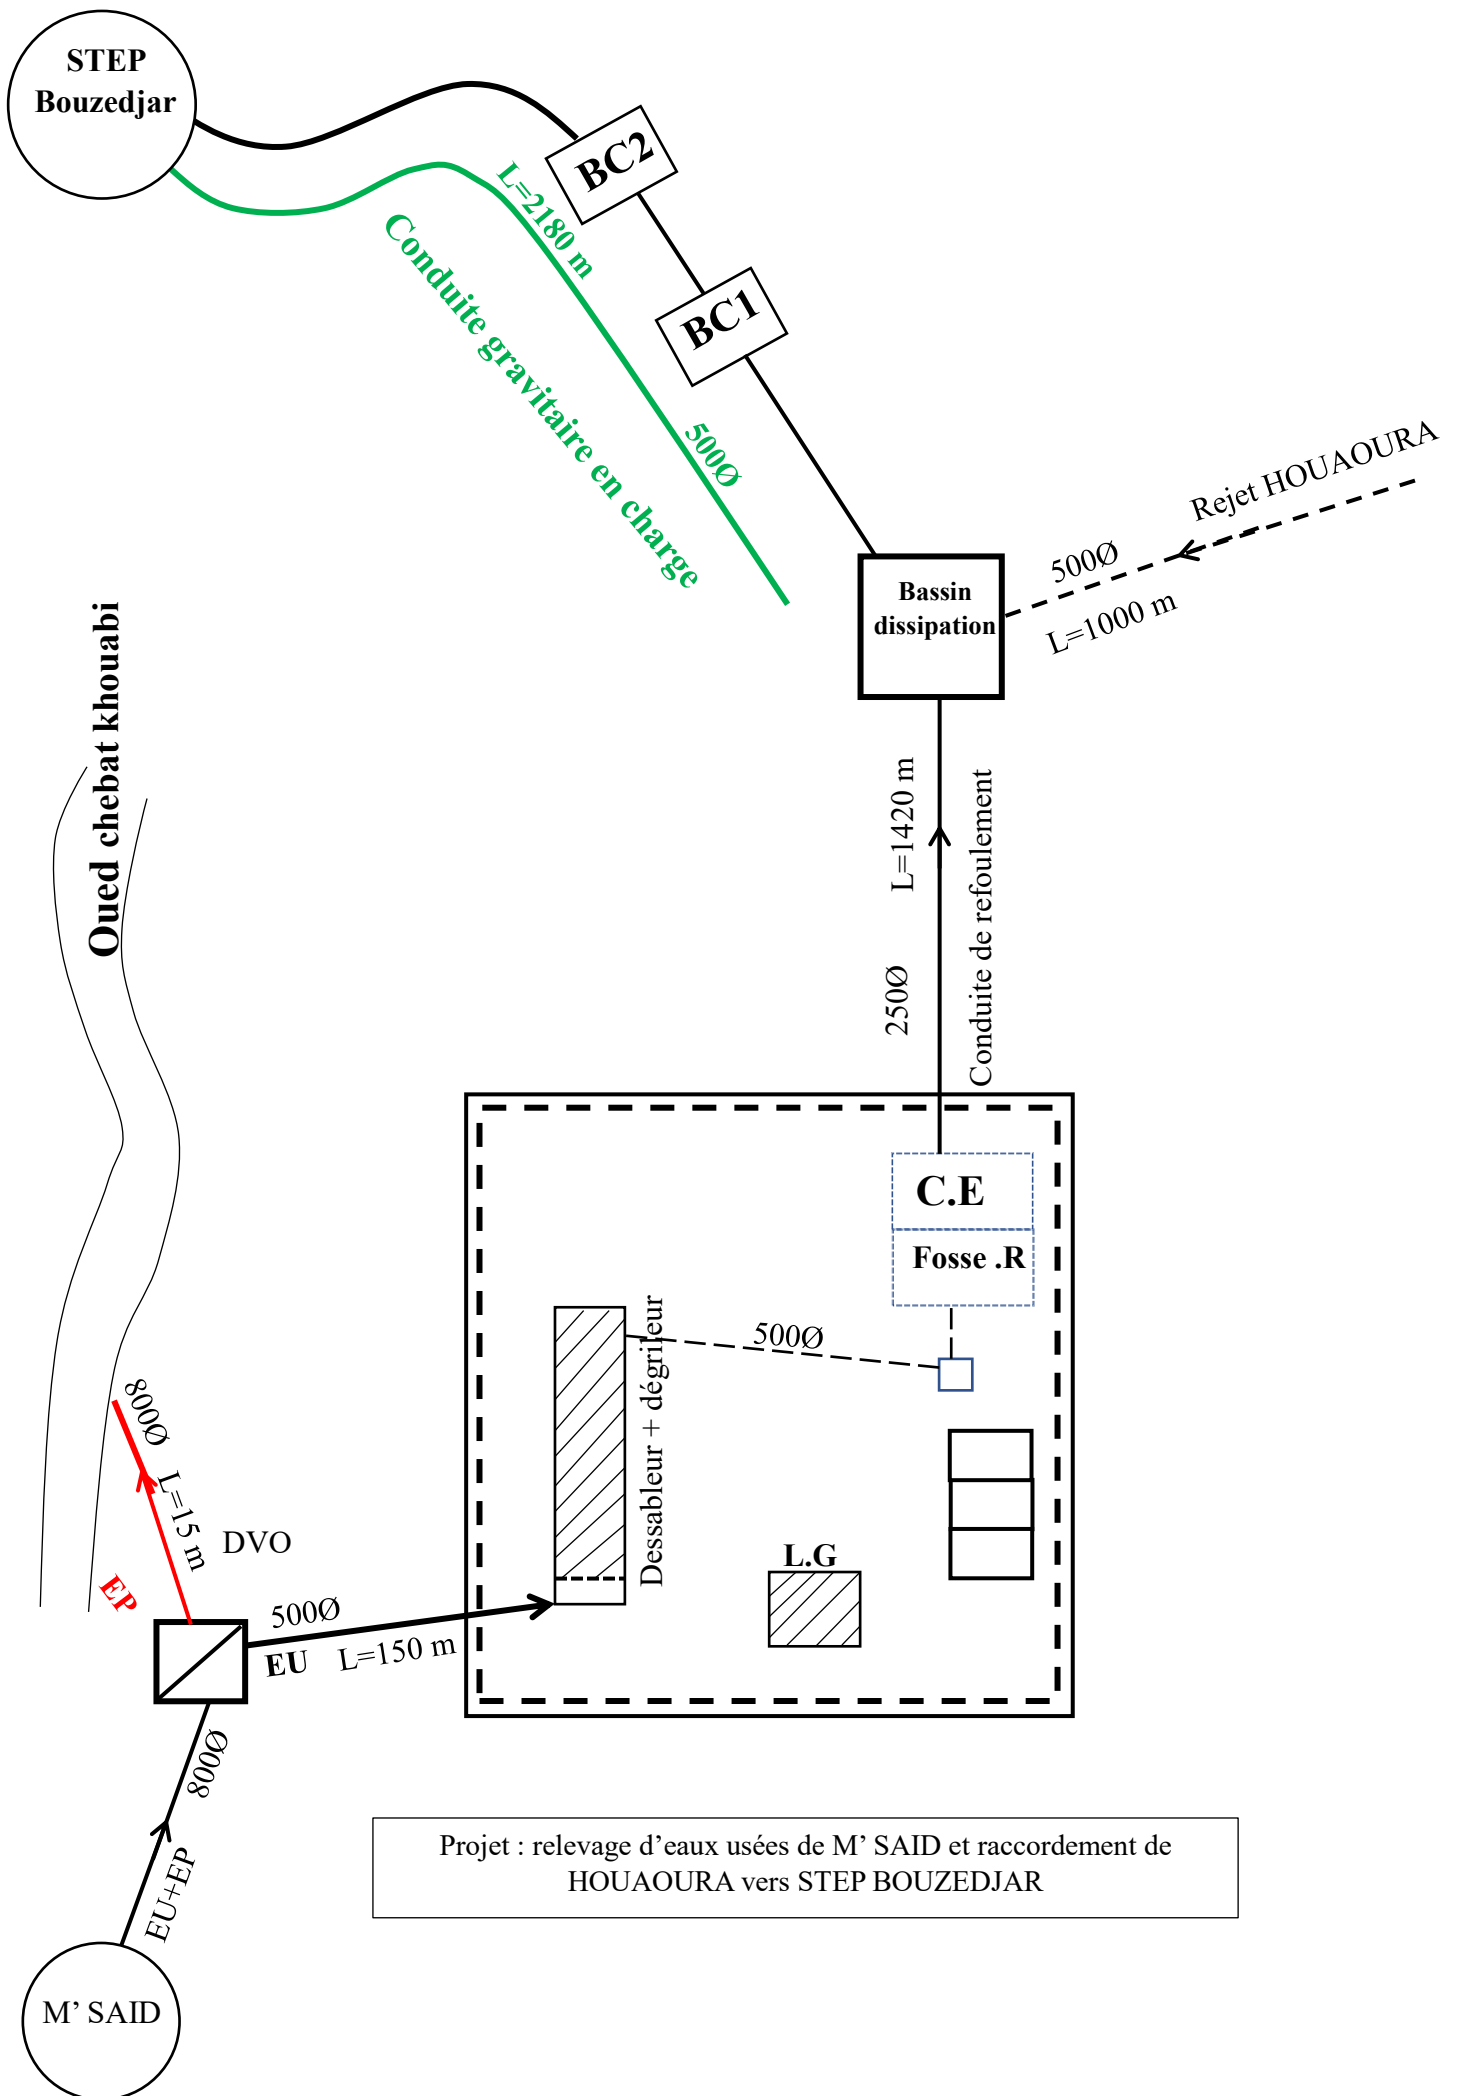 STEP
Bouzedjar
BC2
L=2180 m
Conduite gravitaire en charge
BC1
500Ø
Rejet HOUAOURA
500Ø
L=1000 m
Bassin
dissipation
Oued chebat khouabi
L=1420 m
250Ø
Conduite de refoulement
C.E
Fosse .R
500Ø
Dessableur + dégrilleur
800Ø
L=15 m
DVO
EP
L.G
500Ø
EU
L=150 m
800Ø
EU+EP
Projet : relevage d’eaux usées de M’ SAID et raccordement de
HOUAOURA vers STEP BOUZEDJAR
M’ SAID